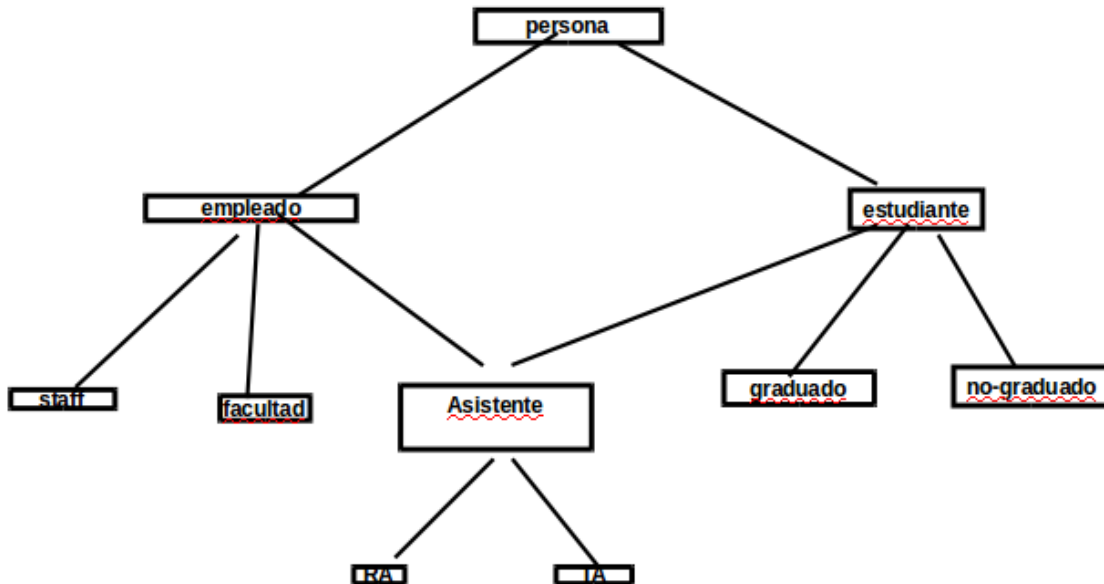 persona
empleado
estudiante
staff
facultad
Asistente
graduado
no-graduado
RA
TA